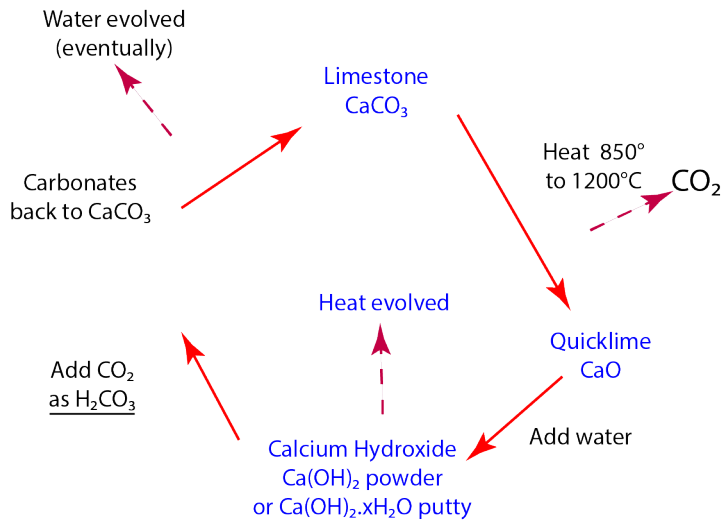 Water evolved
(eventually)
Limestone
CaCO₃
Heat  850°
to 1200°C
CO₂
Carbonates
back to CaCO₃
Heat evolved
Quicklime
CaO
Add CO₂
as H₂CO₃
Add water
Calcium Hydroxide
Ca(OH)₂ powder
or Ca(OH)₂.xH₂O putty